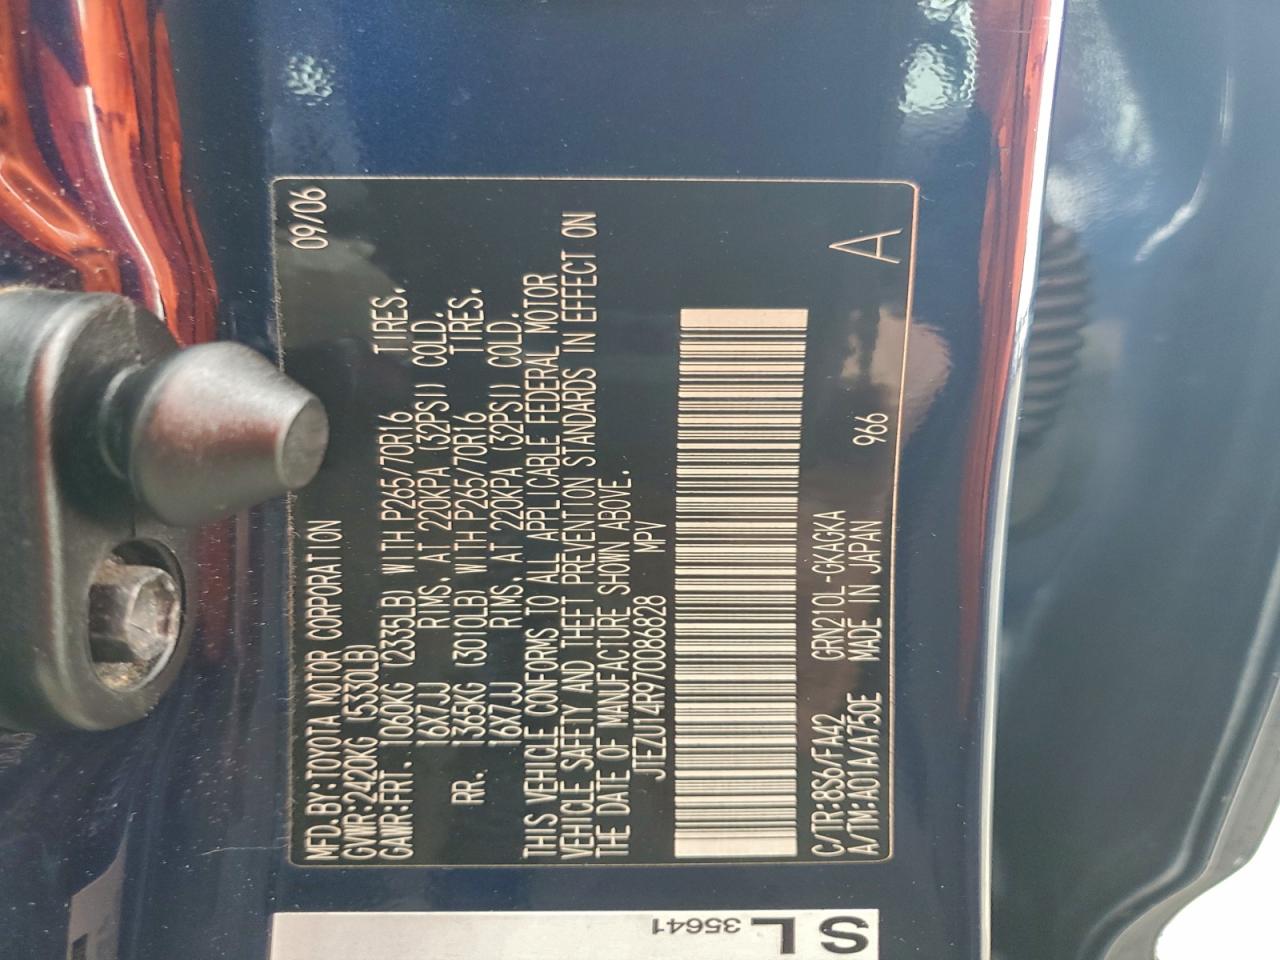 MFD.BY:TOYOTA MOTOR CORPORATION 09/06
GVWR:2420KG (5330LB)
GAWR:FRT. 1060KG (2335LB) WITH P265/70R16 TIRES.
16X7JJ RIMS. AT 220KPA (32PSI) COLD.
RR. 1365KG (3010LB) WITH P265/70R16 TIRES.
16X7JJ RIMS. AT 220KPA (32PSI) COLD.
THIS VEHICLE CONFORMS TO ALL APPLICABLE FEDERAL MOTOR
VEHICLE SAFETY AND THEFT PREVENTION STANDARDS IN EFFECT ON
THE DATE OF MANUFACTURE SHOWN ABOVE.
JTEZU14R970086828 MPV
C/TR:8S6/FA42 GRN210L-GKAGKA
A/TM:A01A/A750E MADE IN JAPAN 966 A
SL
35641